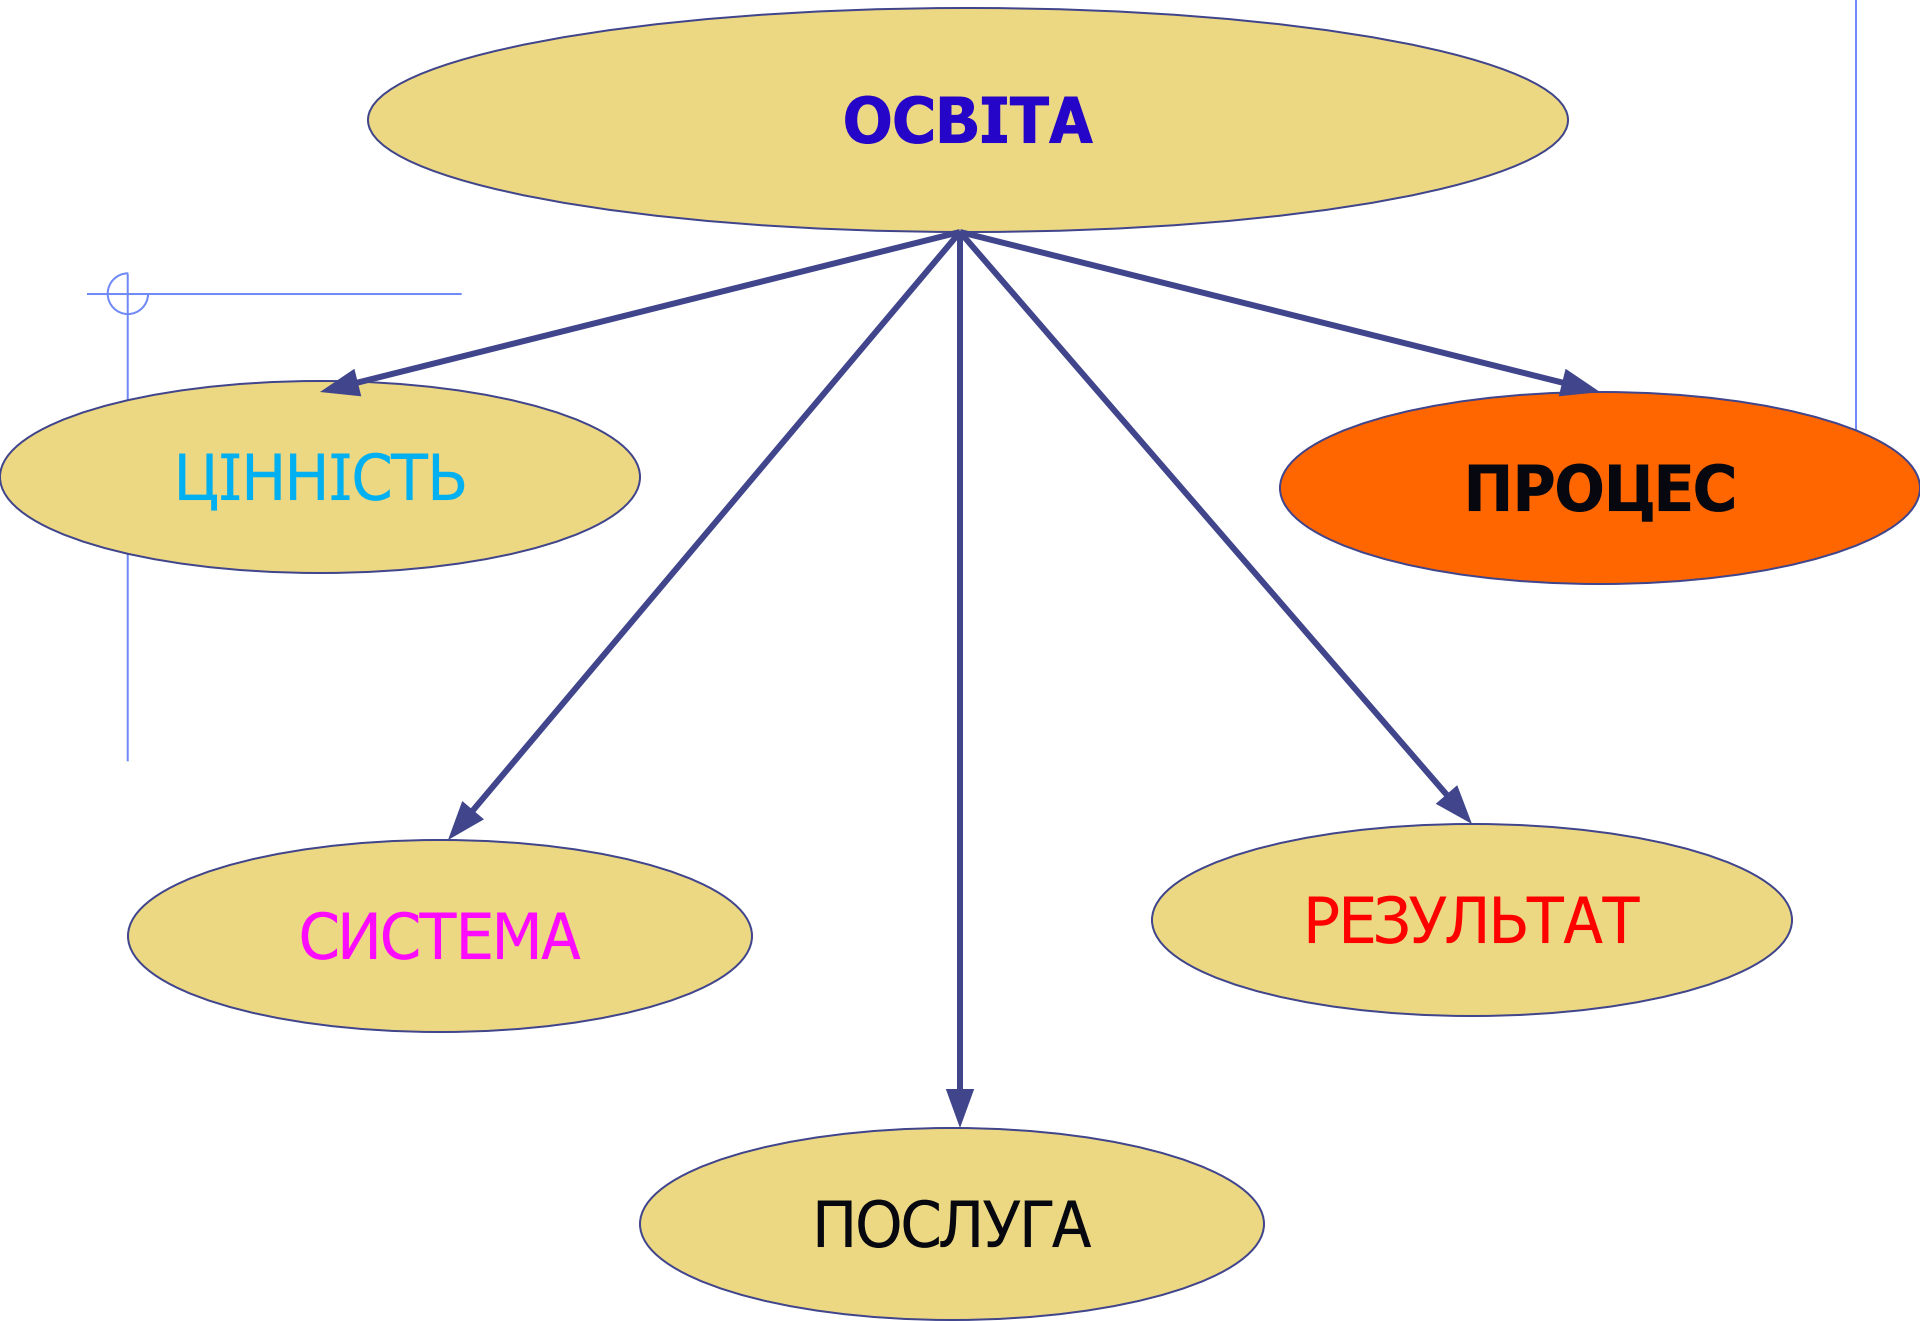 ОСВІТА
ЦІННІСТЬ
ПРОЦЕС
СИСТЕМА
РЕЗУЛЬТАТ
ПОСЛУГА